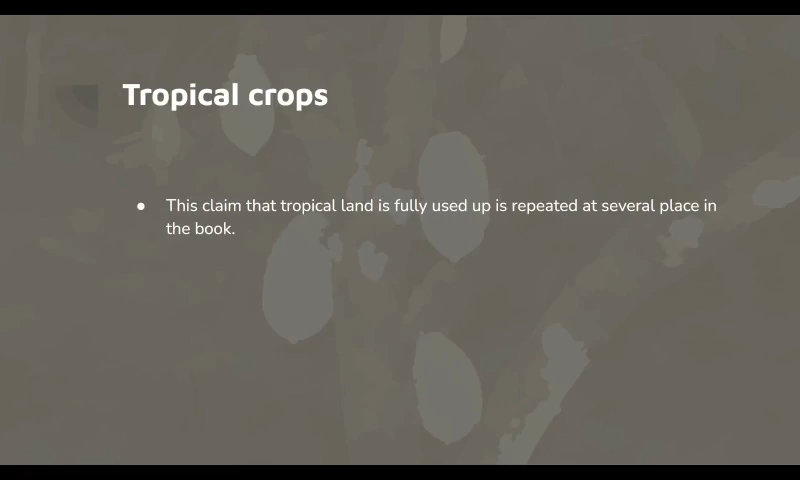 Tropical crops
● This claim that tropical land is fully used up is repeated at several place in
the book.